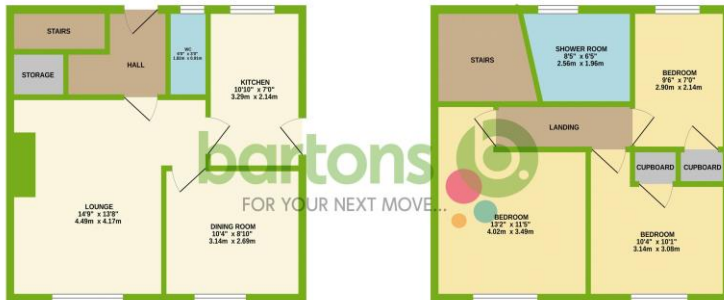 STAIRS
STORAGE
HALL
WC
KITCHEN
10'10" x 7'0"
3.29m x 2.14m
LOUNGE
14'9" x 13'8"
4.49m x 4.17m
DINING ROOM
10'4" x 8'10"
3.14m x 2.69m
bartons b.
FOR YOUR NEXT MOVE...
STAIRS
SHOWER ROOM
8'5" x 6'5"
2.56m x 1.96m
BEDROOM
9'6" x 7'0"
2.90m x 2.14m
LANDING
CUPBOARD
CUPBOARD
BEDROOM
13'2" x 11'5"
4.02m x 3.49m
BEDROOM
10'4" x 10'1"
3.14m x 3.08m